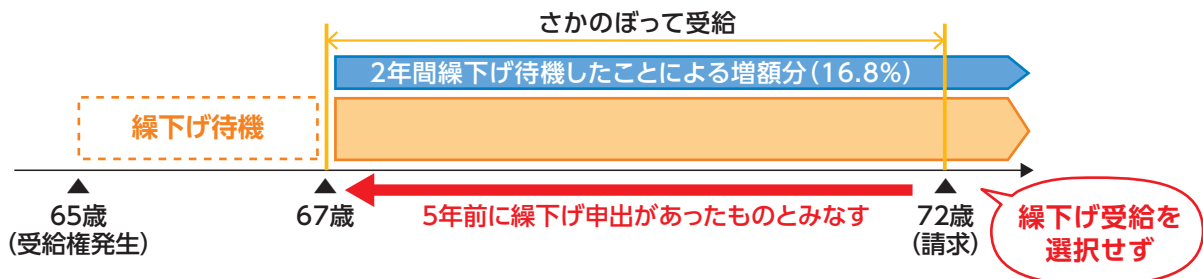 さかのぼって受給
2年間繰下げ待機したことによる増額分(16.8%)
繰下げ待機
65歳
(受給権発生)
67歳
5年前に繰下げ申出があったものとみなす
72歳
(請求)
繰下げ受給を
選択せず